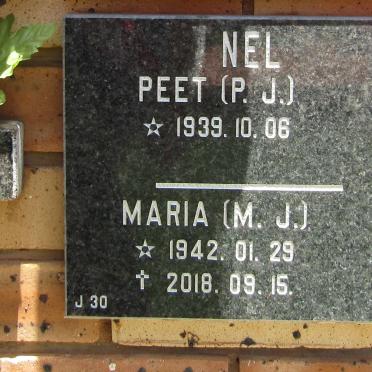 NEL
PEET (P. J.)
☆ 1939. 10. 06
MARIA (M. J.)
☆ 1942. 01. 29
✝ 2018. 09. 15.
J 30